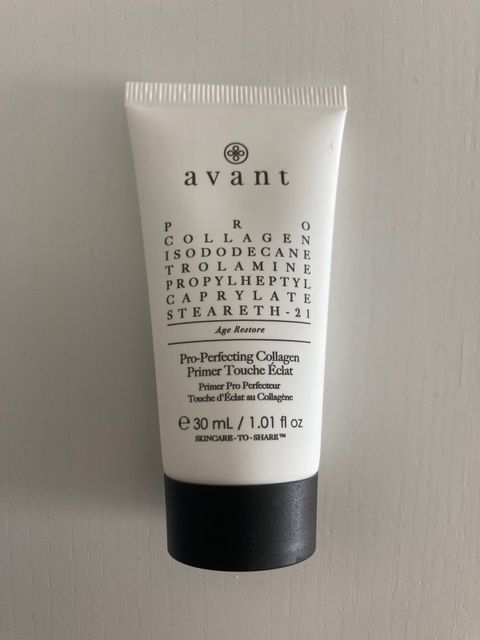 avant
PRO
COLLAGEN
ISODODECANE
TROLAMINE
PROPYLHEPTYL
CAPRYLATE
STEARETH-21
Age Restore
Pro-Perfecting Collagen
Primer Touche Éclat
Primer Pro Perfecteur
Touche d'Éclat au Collagène
℮ 30 mL / 1.01 fl oz
SKINCARE-TO-SHARE™